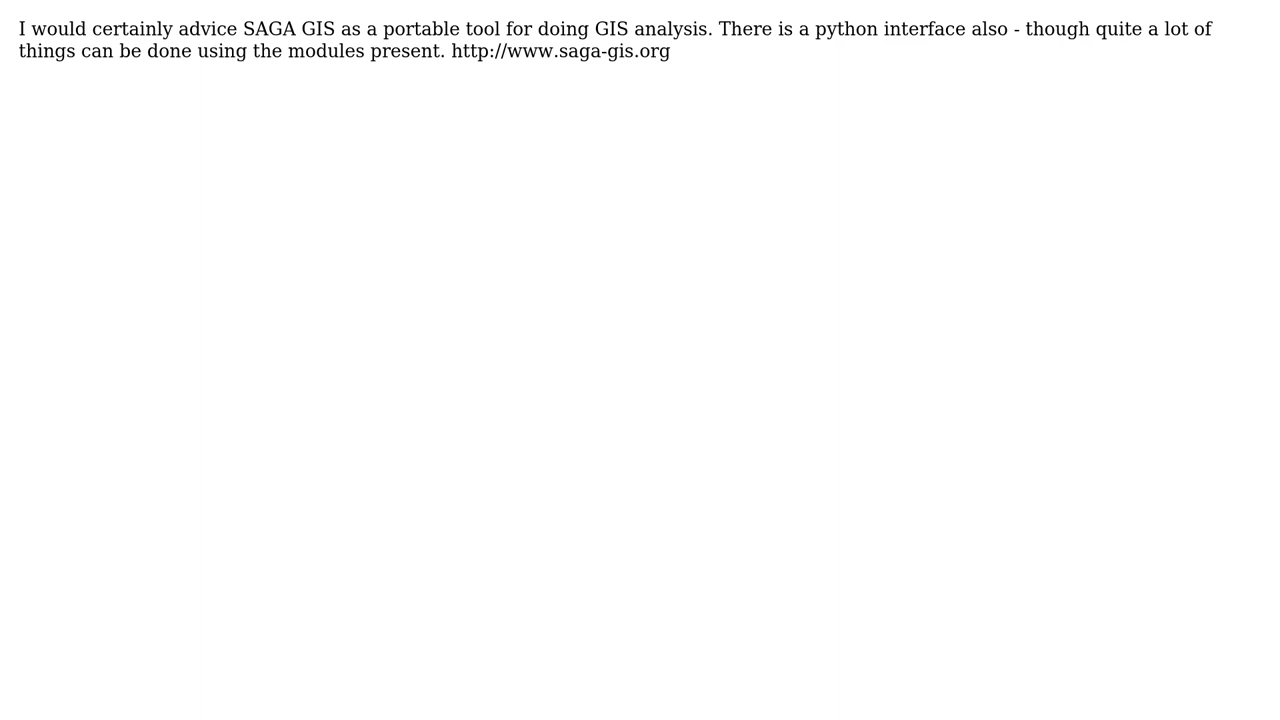 I would certainly advice SAGA GIS as a portable tool for doing GIS analysis. There is a python interface also - though quite a lot of
things can be done using the modules present. http://www.saga-gis.org